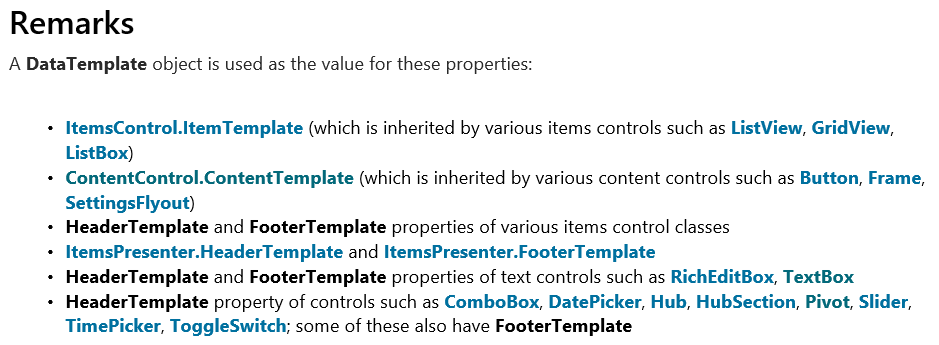 Remarks
A DataTemplate object is used as the value for these properties:
• ItemsControl.ItemTemplate (which is inherited by various items controls such as ListView, GridView,
ListBox)
• ContentControl.ContentTemplate (which is inherited by various content controls such as Button, Frame,
SettingsFlyout)
• HeaderTemplate and FooterTemplate properties of various items control classes
• ItemsPresenter.HeaderTemplate and ItemsPresenter.FooterTemplate
• HeaderTemplate and FooterTemplate properties of text controls such as RichEditBox, TextBox
• HeaderTemplate property of controls such as ComboBox, DatePicker, Hub, HubSection, Pivot, Slider,
TimePicker, ToggleSwitch; some of these also have FooterTemplate